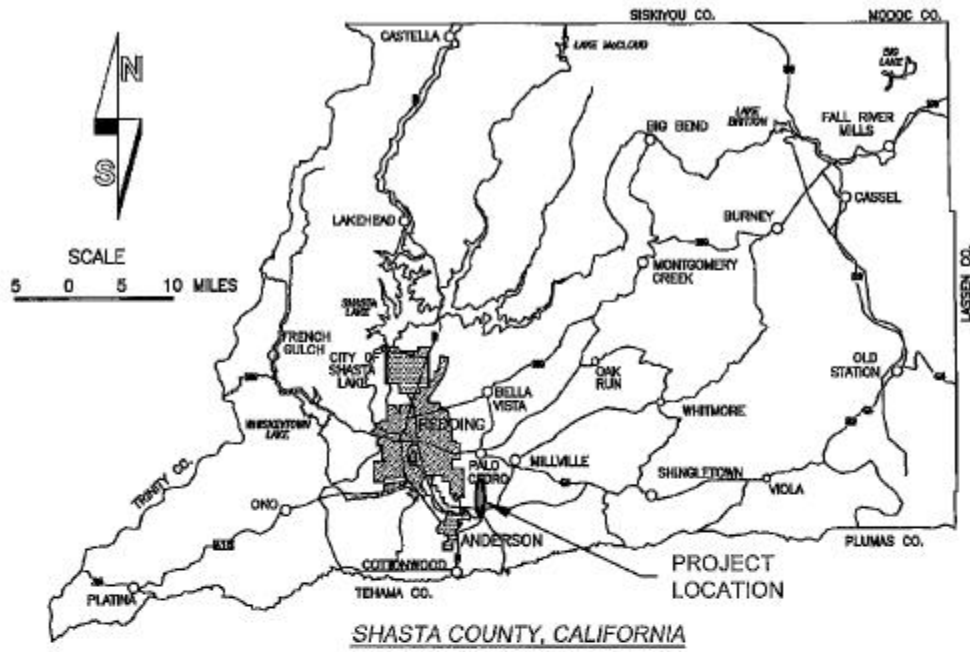 SISKIYOU CO.
MODOC CO.
CASTELLA
LAKE McCLOUD
BIG
LAKE
N
S
LAKE
BRITTON
FALL RIVER
MILLS
BIG BEND
CASSEL
LAKEHEAD
BURNEY
SCALE
5 0 5 10 MILES
MONTGOMERY
CREEK
LASSEN CO.
SHASTA
LAKE
FRENCH
GULCH
CITY OF
SHASTA
LAKE
OAK
RUN
OLD
STATION
BELLA
VISTA
WHITMORE
WHISKEYTOWN
LAKE
REDDING
PALO
CEDRO
MILLVILLE
SHINGLETOWN
VIOLA
TRINITY CO.
ONO
ANDERSON
PLUMAS CO.
COTTONWOOD
PROJECT
LOCATION
PLATINA
TEHAMA CO.
SHASTA COUNTY, CALIFORNIA